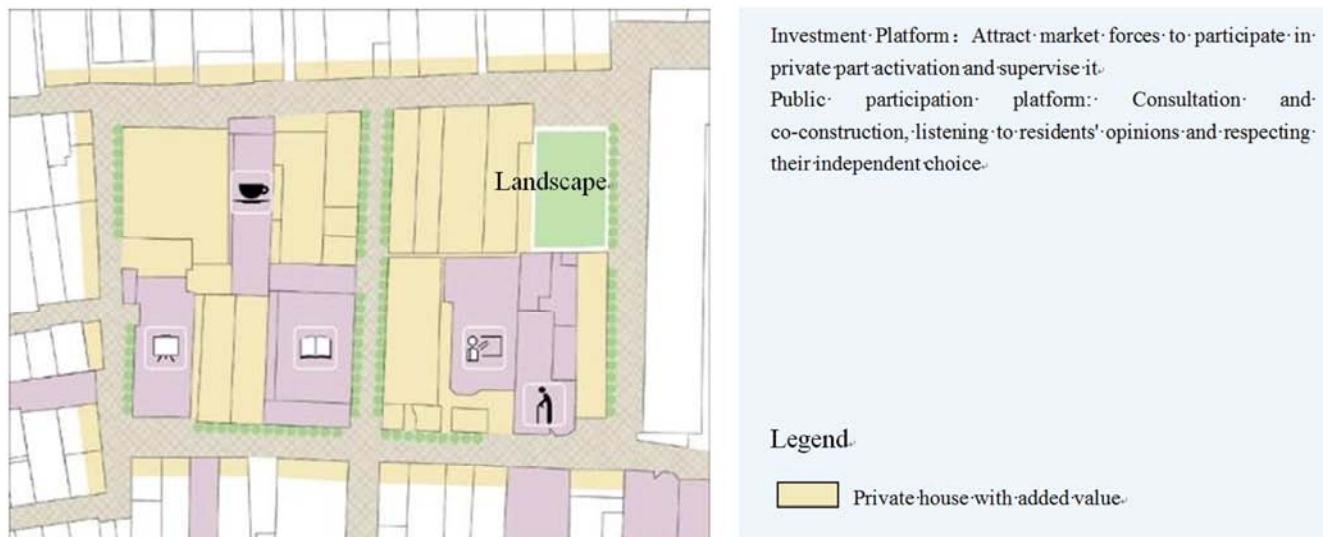 Investment Platform: Attract market forces to participate in
private part activation and supervise it
Public participation platform: Consultation and
co-construction, listening to residents' opinions and respecting
their independent choice
Landscape
Legend
Private house with added value